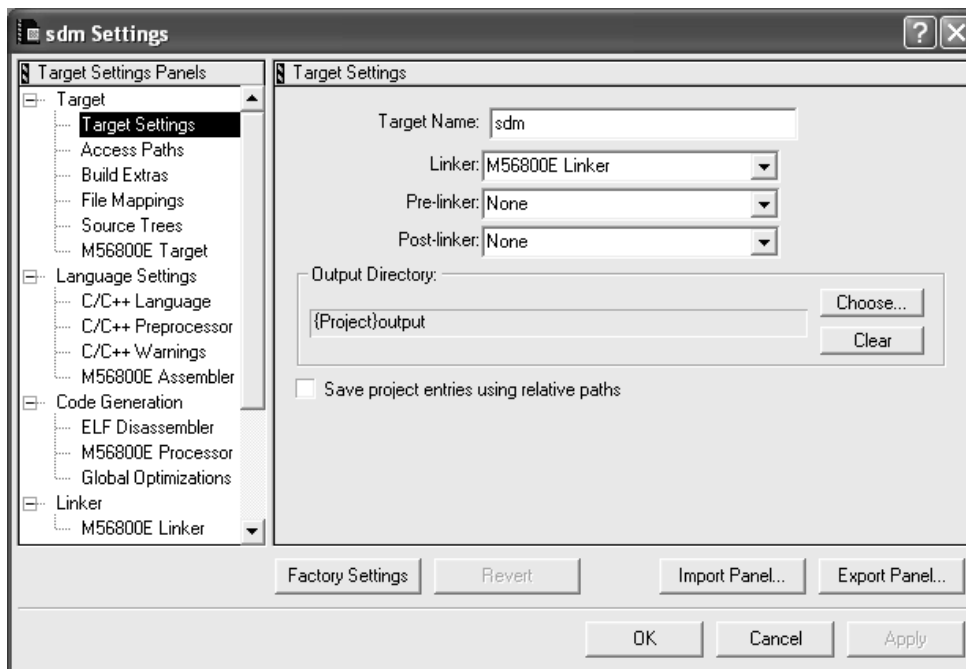 sdm Settings
Target Settings Panels
Target
Target Settings
Access Paths
Build Extras
File Mappings
Source Trees
M56800E Target
Language Settings
C/C++ Language
C/C++ Preprocessor
C/C++ Warnings
M56800E Assembler
Code Generation
ELF Disassembler
M56800E Processor
Global Optimizations
Linker
M56800E Linker
Target Settings
Target Name: sdm
Linker: M56800E Linker
Pre-linker: None
Post-linker: None
Output Directory:
{Project}output
Choose...
Clear
Save project entries using relative paths
Factory Settings
Revert
Import Panel...
Export Panel...
OK
Cancel
Apply